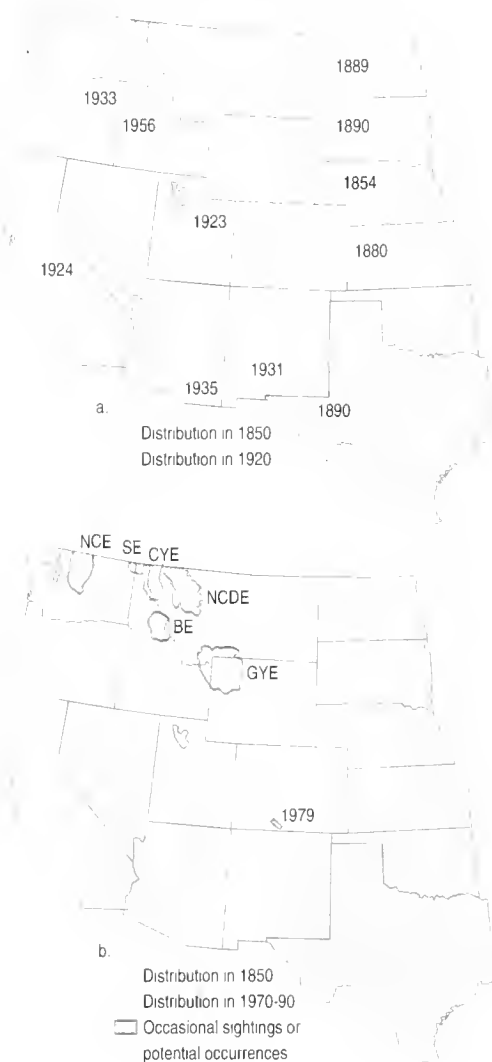 1889
1933
1956
1890
1854
1923
1880
1924
1931
1935
1890
a.
Distribution in 1850
Distribution in 1920
NCE SE CYE
NCDE
BE
GYE
1979
b.
Distribution in 1850
Distribution in 1970-90
Occasional sightings or
potential occurrences